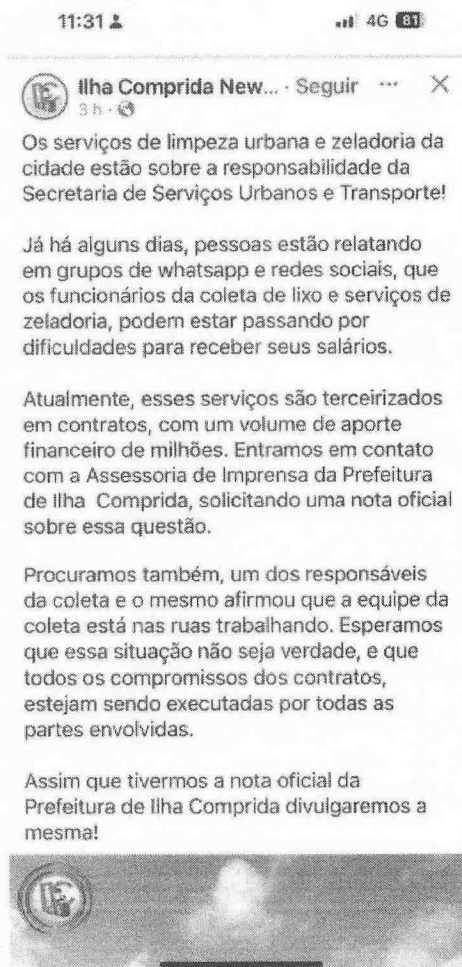 11:31 4G 81
Ilha Comprida New... · Seguir ··· X
3 h ·
Os serviços de limpeza urbana e zeladoria da
cidade estão sobre a responsabilidade da
Secretaria de Serviços Urbanos e Transporte!
Já há alguns dias, pessoas estão relatando
em grupos de whatsapp e redes sociais, que
os funcionários da coleta de lixo e serviços de
zeladoria, podem estar passando por
dificuldades para receber seus salários.
Atualmente, esses serviços são terceirizados
em contratos, com um volume de aporte
financeiro de milhões. Entramos em contato
com a Assessoria de Imprensa da Prefeitura
de Ilha Comprida, solicitando uma nota oficial
sobre essa questão.
Procuramos também, um dos responsáveis
da coleta e o mesmo afirmou que a equipe da
coleta está nas ruas trabalhando. Esperamos
que essa situação não seja verdade, e que
todos os compromissos dos contratos,
estejam sendo executadas por todas as
partes envolvidas.
Assim que tivermos a nota oficial da
Prefeitura de Ilha Comprida divulgaremos a
mesma!